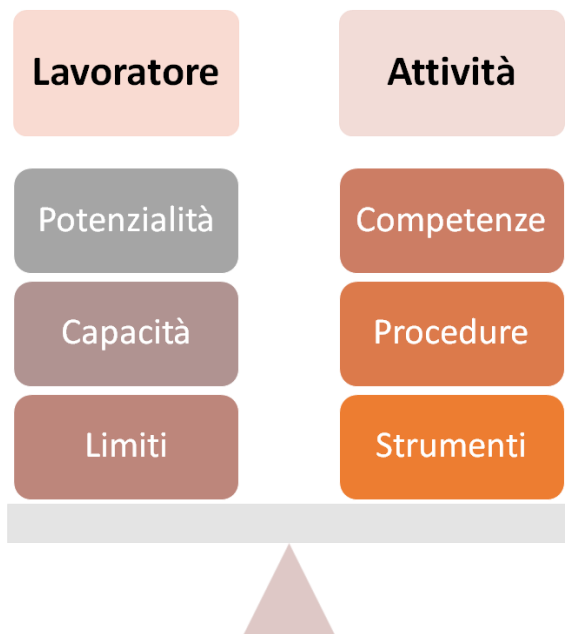 Lavoratore
Attività
Potenzialità
Competenze
Capacità
Procedure
Limiti
Strumenti